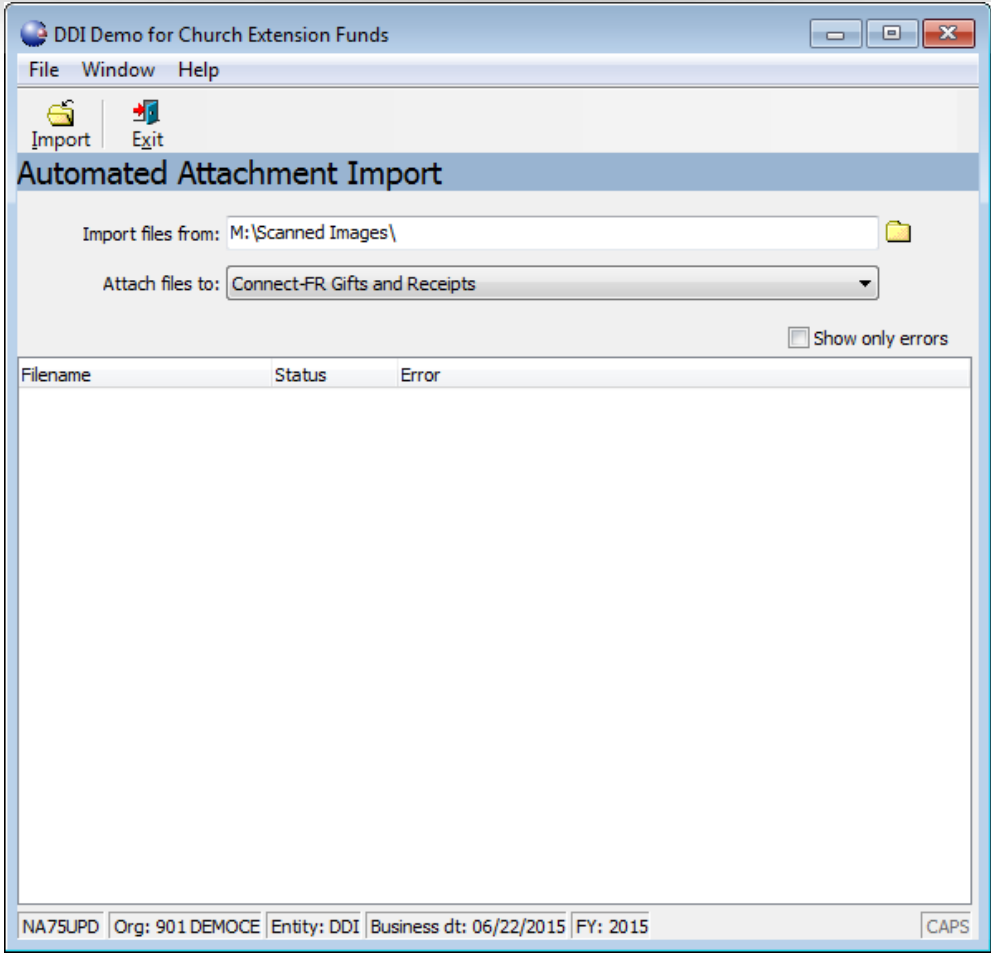 DDI Demo for Church Extension Funds
File Window Help
Import Exit
Automated Attachment Import
Import files from: M:\Scanned Images\
Attach files to: Connect-FR Gifts and Receipts
Show only errors
Filename Status Error
NA75UPD Org: 901 DEMOCE Entity: DDI Business dt: 06/22/2015 FY: 2015 CAPS